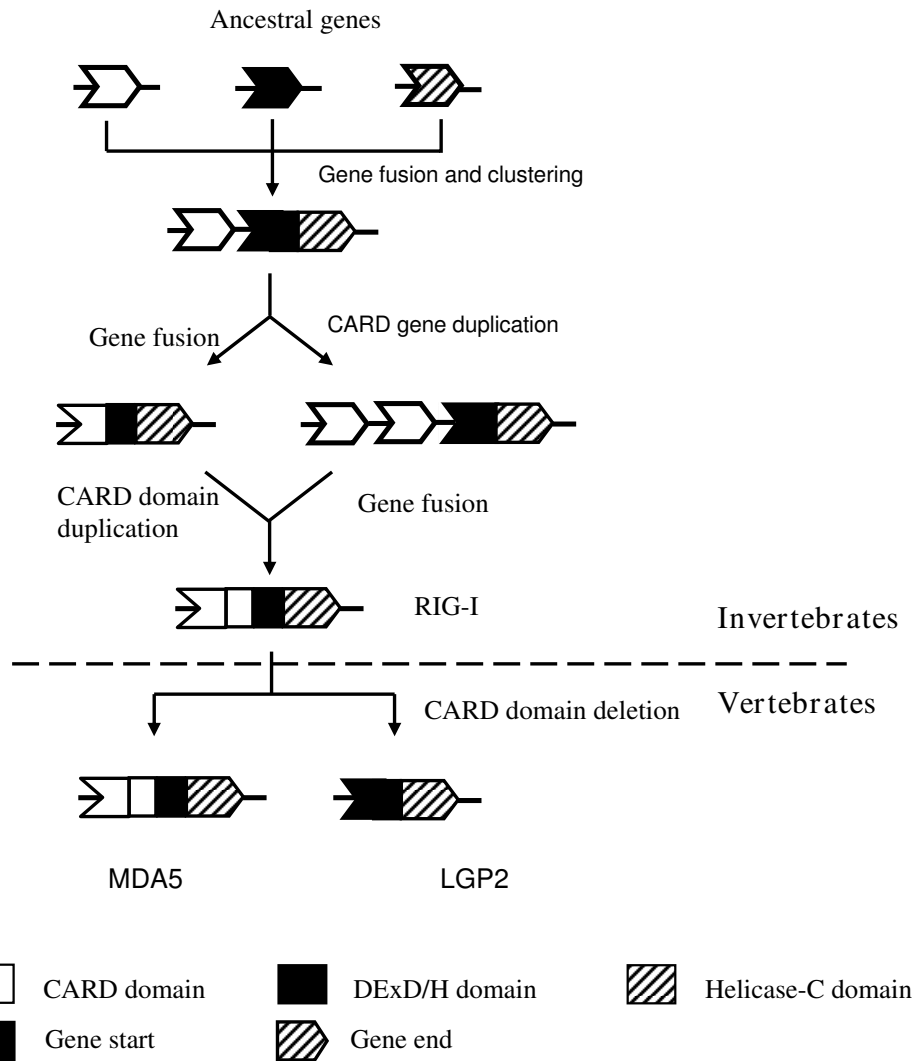 Ancestral genes
Gene fusion and clustering
Gene fusion
CARD gene duplication
CARD domain
duplication
Gene fusion
RIG-I
Invertebrates
Vertebrates
CARD domain deletion
MDA5
LGP2
CARD domain
DExD/H domain
Helicase-C domain
Gene start
Gene end